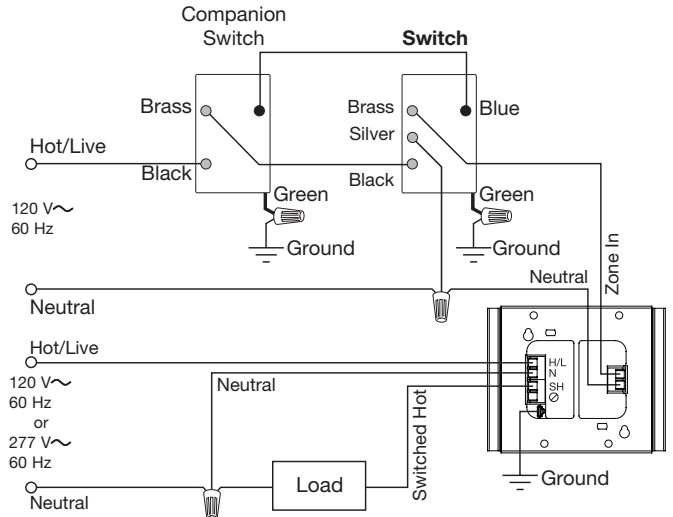 Companion
Switch
Switch
Brass
Brass
Blue
Silver
Hot/Live
Black
Black
Green
Green
120 V~
60 Hz
Ground
Ground
Zone In
Neutral
Neutral
Hot/Live
H/L
N
SH
120 V~
60 Hz
or
277 V~
60 Hz
Neutral
Switched Hot
Load
Ground
Neutral